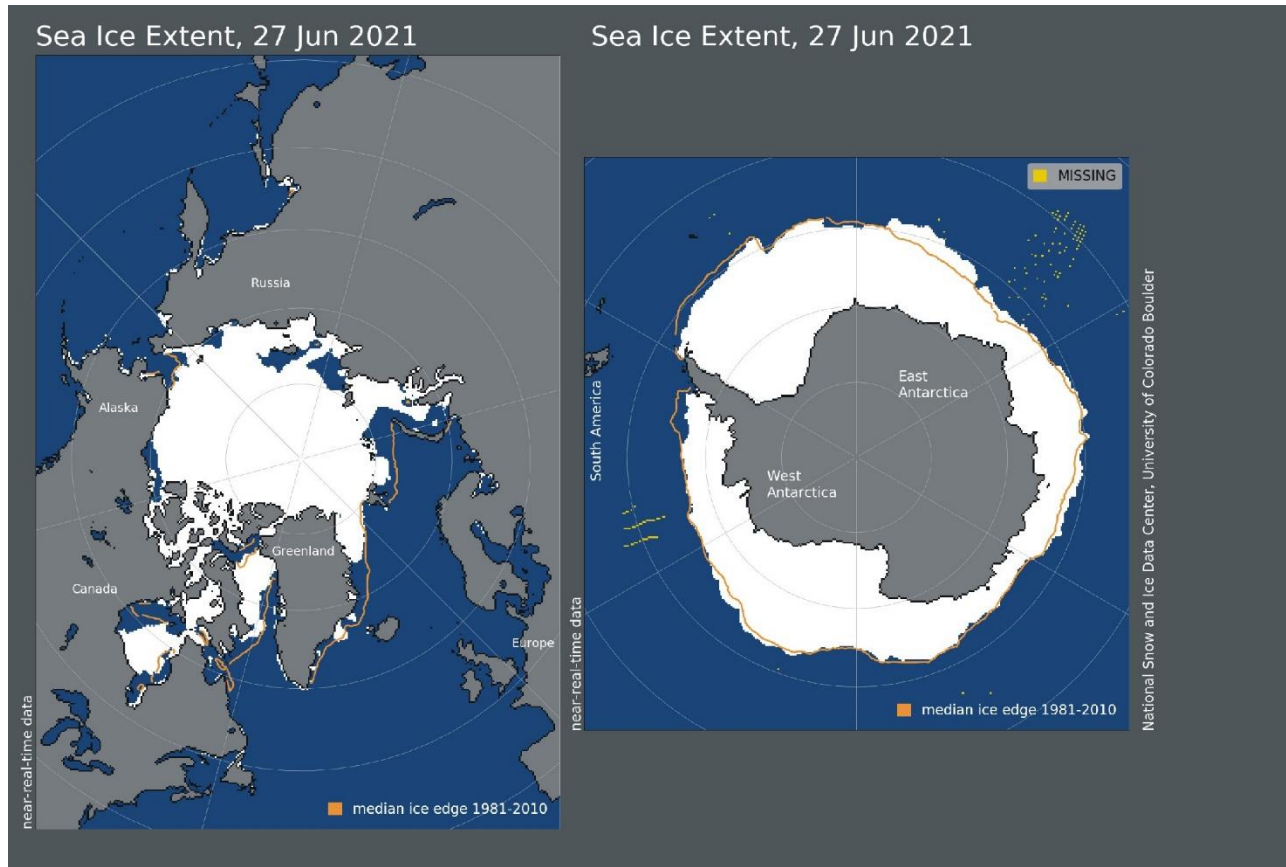 Sea Ice Extent, 27 Jun 2021
Russia
Alaska
Greenland
Canada
Europe
near-real-time data
median ice edge 1981-2010
Sea Ice Extent, 27 Jun 2021
MISSING
East
Antarctica
South America
West
Antarctica
near-real-time data
median ice edge 1981-2010
National Snow and Ice Data Center, University of Colorado Boulder